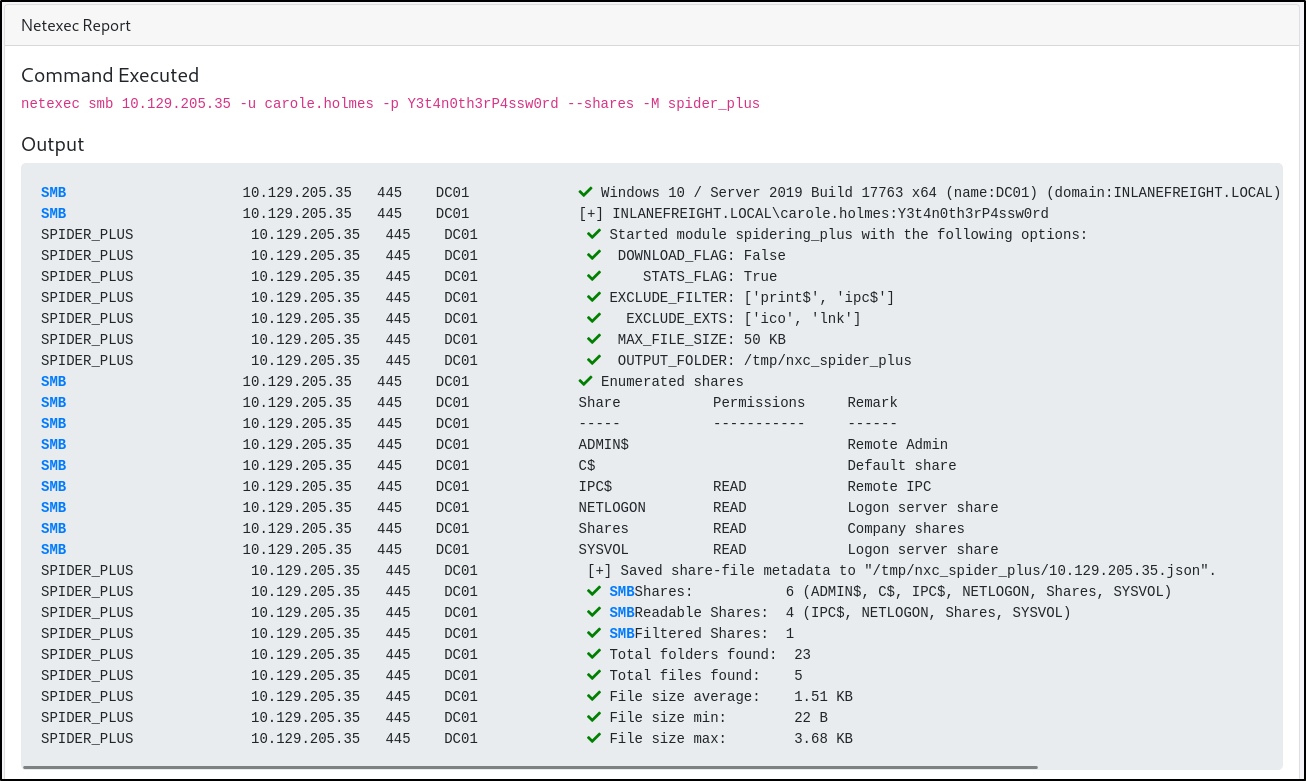 Netexec Report
Command Executed
netexec smb 10.129.205.35 -u carole.holmes -p Y3t4n0th3rP4ssw0rd --shares -M spider_plus
Output
SMB 10.129.205.35 445 DC01 ✔ Windows 10 / Server 2019 Build 17763 x64 (name:DC01) (domain:INLANEFREIGHT.LOCAL)
SMB 10.129.205.35 445 DC01 [+] INLANEFREIGHT.LOCAL\carole.holmes:Y3t4n0th3rP4ssw0rd
SPIDER_PLUS 10.129.205.35 445 DC01 ✔ Started module spidering_plus with the following options:
SPIDER_PLUS 10.129.205.35 445 DC01 ✔ DOWNLOAD_FLAG: False
SPIDER_PLUS 10.129.205.35 445 DC01 ✔ STATS_FLAG: True
SPIDER_PLUS 10.129.205.35 445 DC01 ✔ EXCLUDE_FILTER: ['print$', 'ipc$']
SPIDER_PLUS 10.129.205.35 445 DC01 ✔ EXCLUDE_EXTS: ['ico', 'lnk']
SPIDER_PLUS 10.129.205.35 445 DC01 ✔ MAX_FILE_SIZE: 50 KB
SPIDER_PLUS 10.129.205.35 445 DC01 ✔ OUTPUT_FOLDER: /tmp/nxc_spider_plus
SMB 10.129.205.35 445 DC01 ✔ Enumerated shares
SMB 10.129.205.35 445 DC01 Share Permissions Remark
SMB 10.129.205.35 445 DC01 ----- ----------- ------
SMB 10.129.205.35 445 DC01 ADMIN$ Remote Admin
SMB 10.129.205.35 445 DC01 C$ Default share
SMB 10.129.205.35 445 DC01 IPC$ READ Remote IPC
SMB 10.129.205.35 445 DC01 NETLOGON READ Logon server share
SMB 10.129.205.35 445 DC01 Shares READ Company shares
SMB 10.129.205.35 445 DC01 SYSVOL READ Logon server share
SPIDER_PLUS 10.129.205.35 445 DC01 [+] Saved share-file metadata to "/tmp/nxc_spider_plus/10.129.205.35.json".
SPIDER_PLUS 10.129.205.35 445 DC01 ✔ SMBShares: 6 (ADMIN$, C$, IPC$, NETLOGON, Shares, SYSVOL)
SPIDER_PLUS 10.129.205.35 445 DC01 ✔ SMBReadable Shares: 4 (IPC$, NETLOGON, Shares, SYSVOL)
SPIDER_PLUS 10.129.205.35 445 DC01 ✔ SMBFiltered Shares: 1
SPIDER_PLUS 10.129.205.35 445 DC01 ✔ Total folders found: 23
SPIDER_PLUS 10.129.205.35 445 DC01 ✔ Total files found: 5
SPIDER_PLUS 10.129.205.35 445 DC01 ✔ File size average: 1.51 KB
SPIDER_PLUS 10.129.205.35 445 DC01 ✔ File size min: 22 B
SPIDER_PLUS 10.129.205.35 445 DC01 ✔ File size max: 3.68 KB